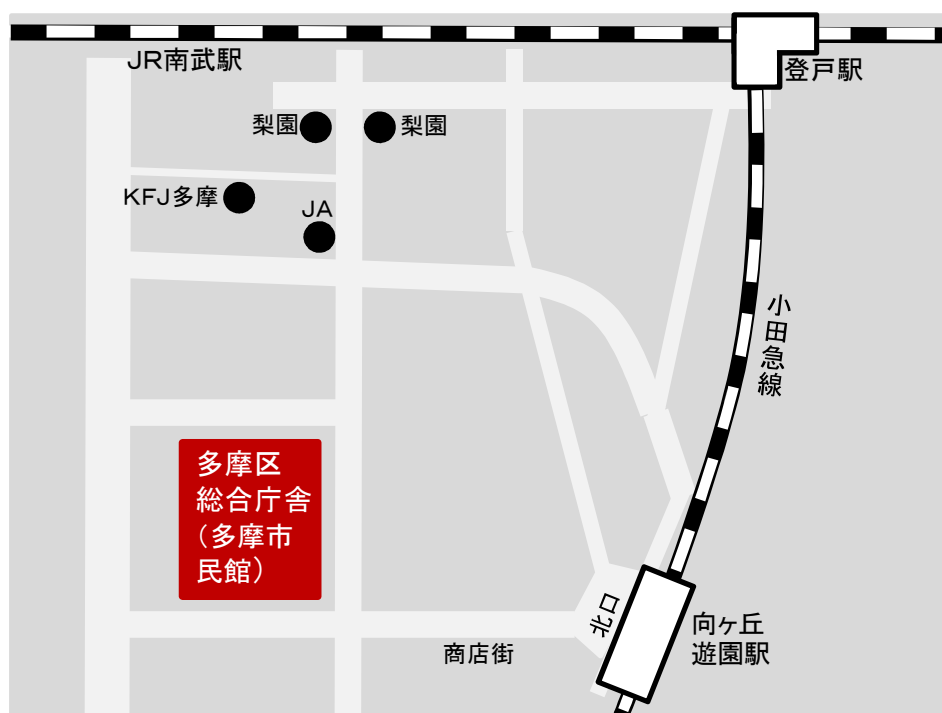 JR南武駅
登戸駅
梨園
梨園
KFJ多摩
JA
小田急線
多摩区
総合庁舎
(多摩市
民館)
北口
向ヶ丘
遊園駅
商店街